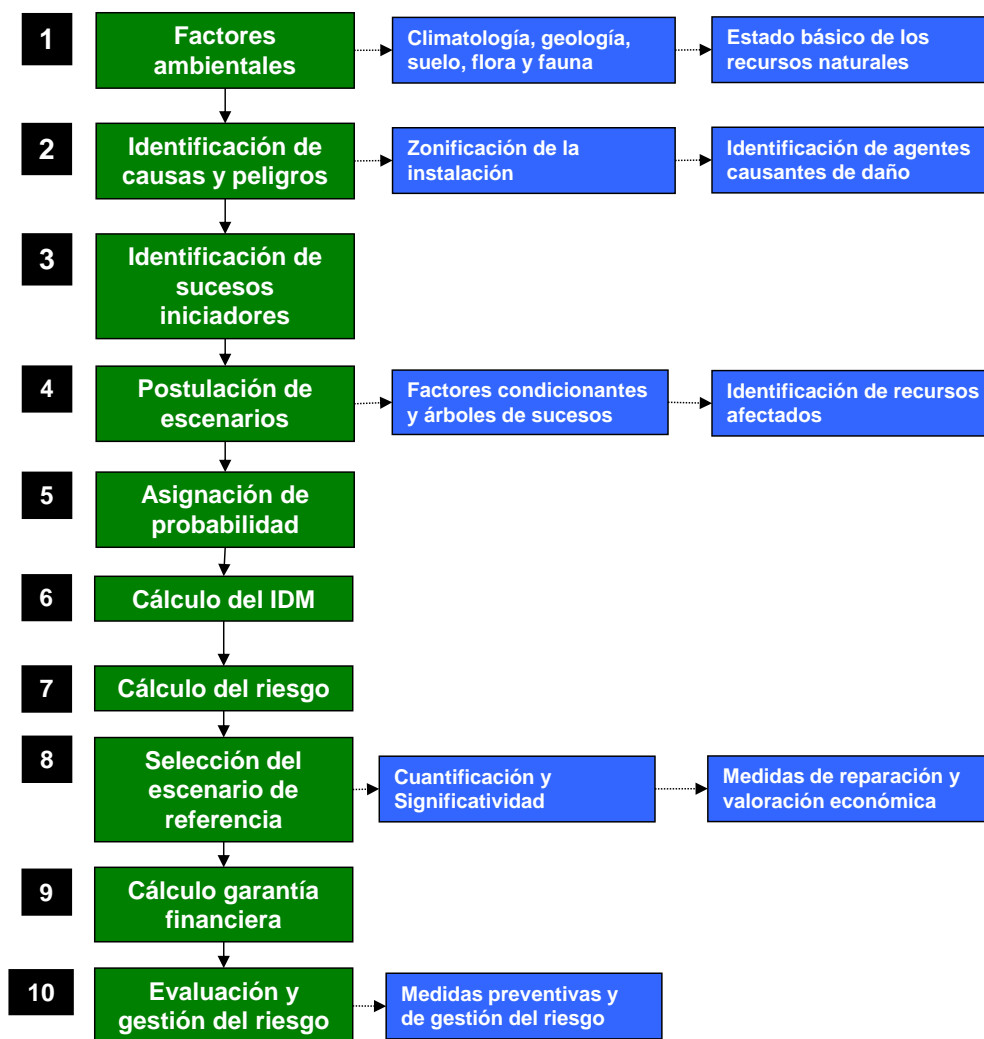 1
Factores
ambientales
Climatología, geología,
suelo, flora y fauna
Estado básico de los
recursos naturales
2
Identificación de
causas y peligros
Zonificación de la
instalación
Identificación de agentes
causantes de daño
3
Identificación de
sucesos
iniciadores
4
Postulación de
escenarios
Factores condicionantes
y árboles de sucesos
Identificación de recursos
afectados
5
Asignación de
probabilidad
6
Cálculo del IDM
7
Cálculo del riesgo
8
Selección del
escenario de
referencia
Cuantificación y
Significatividad
Medidas de reparación y
valoración económica
9
Cálculo garantía
financiera
10
Evaluación y
gestión del riesgo
Medidas preventivas y
de gestión del riesgo